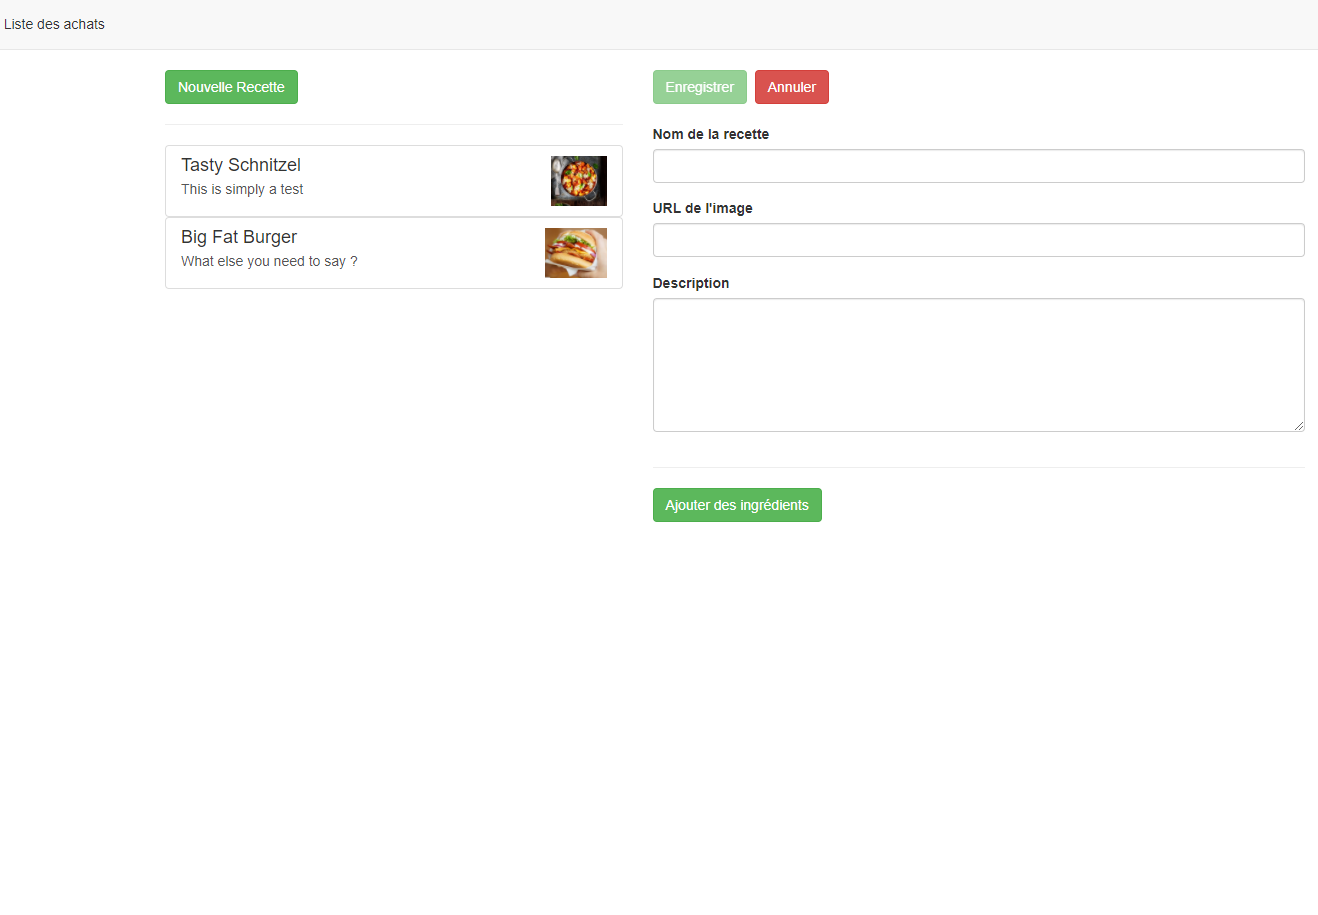 Liste des achats
Nouvelle Recette
Tasty Schnitzel
This is simply a test
Big Fat Burger
What else you need to say ?
Enregistrer
Annuler
Nom de la recette
URL de l'image
Description
Ajouter des ingrédients